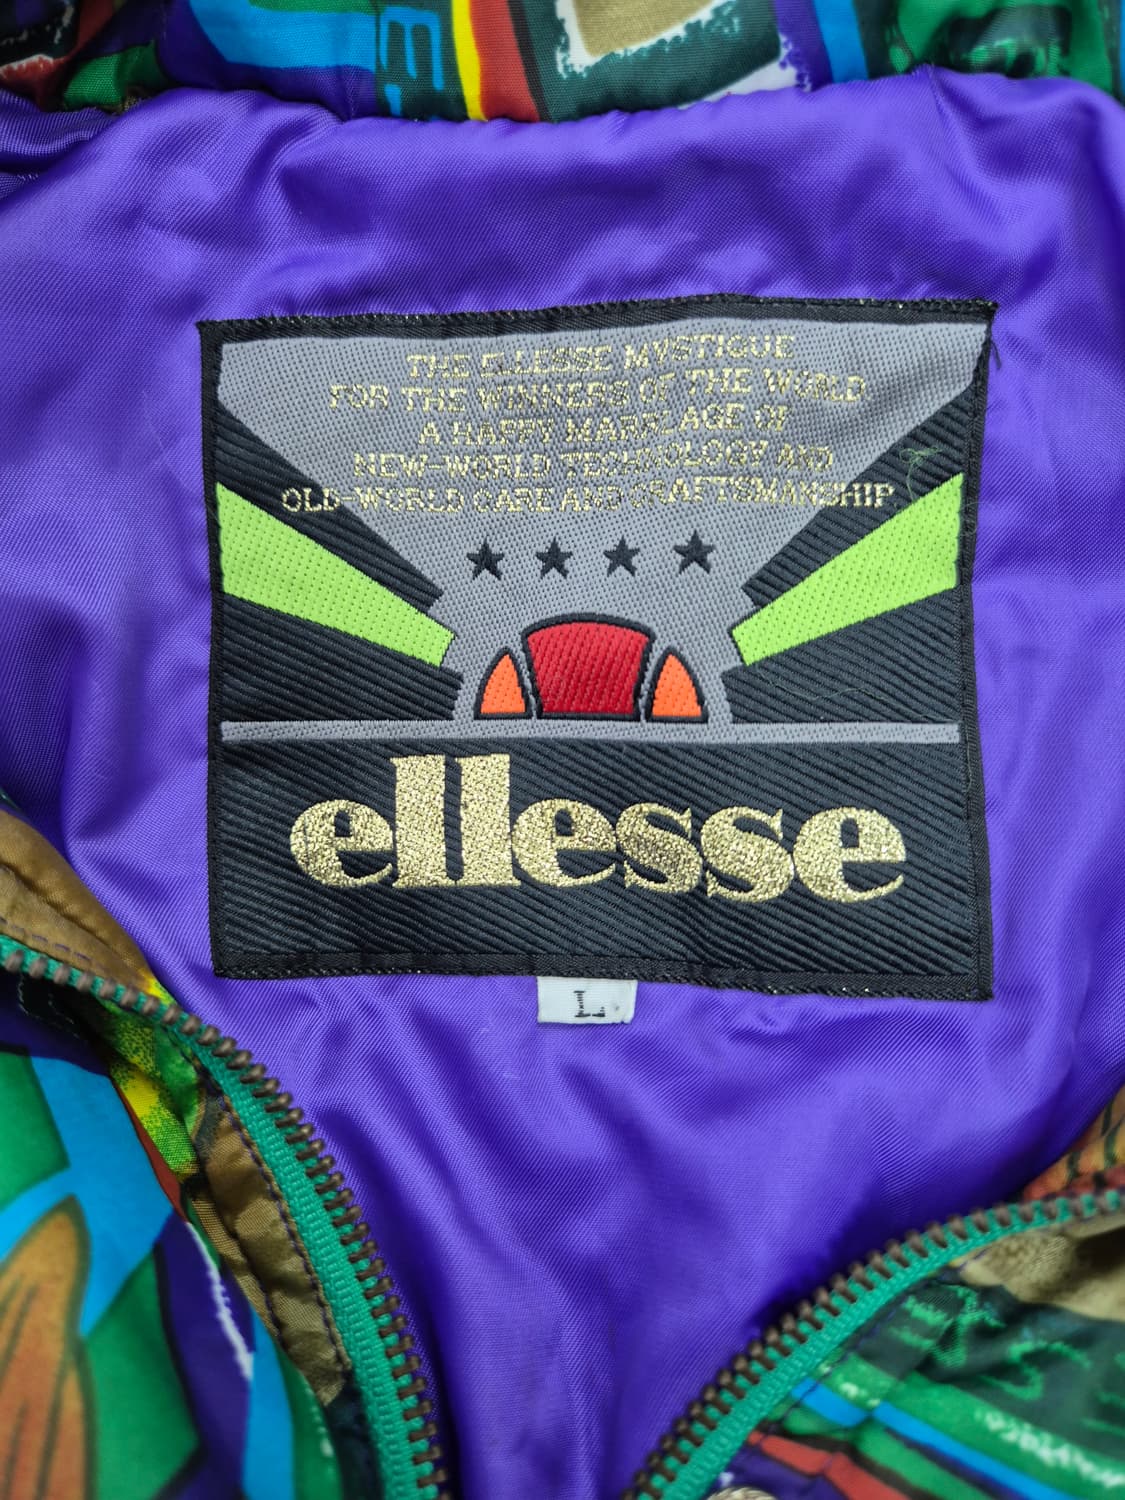 THE ELLESSE MYSTIQUE
FOR THE WINNERS OF THE WORLD
A HAPPY MARRIAGE OF
NEW-WORLD TECHNOLOGY AND
OLD-WORLD CARE AND CRAFTSMANSHIP.
ellesse
L